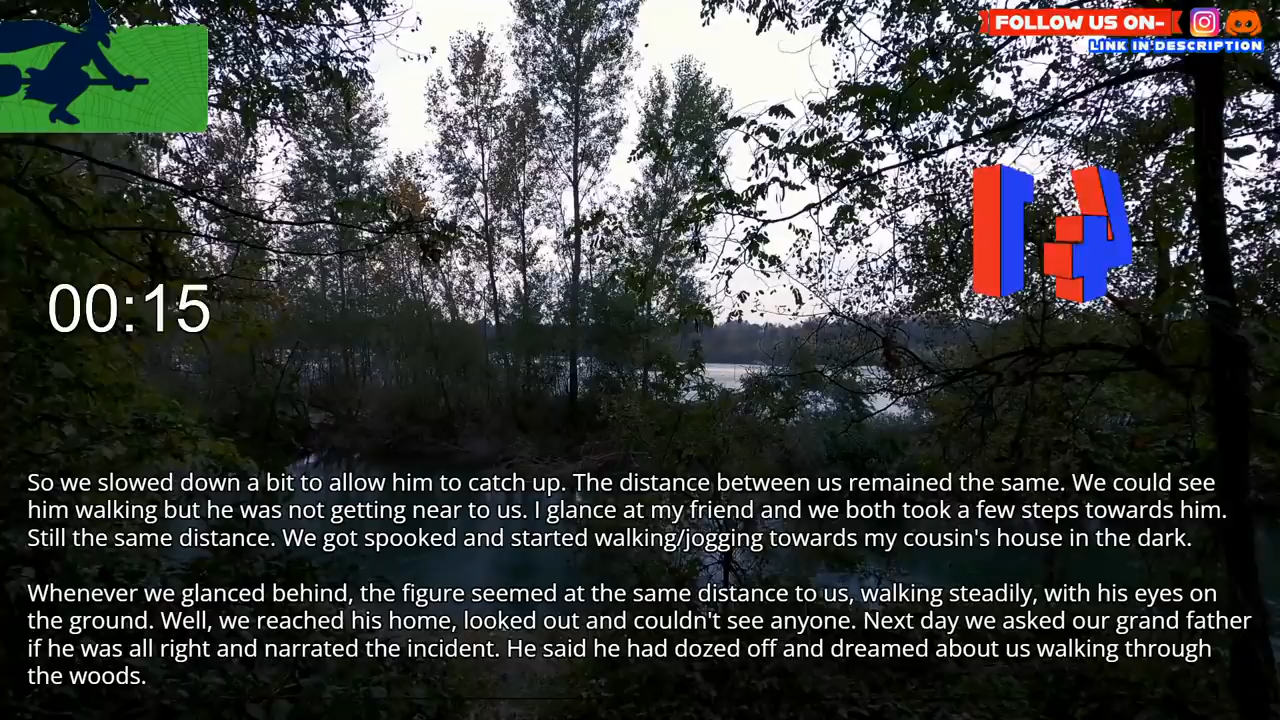 FOLLOW US ON-
LINK IN DESCRIPTION
14
00:15
So we slowed down a bit to allow him to catch up. The distance between us remained the same. We could see
him walking but he was not getting near to us. I glance at my friend and we both took a few steps towards him.
Still the same distance. We got spooked and started walking/jogging towards my cousin's house in the dark.
Whenever we glanced behind, the figure seemed at the same distance to us, walking steadily, with his eyes on
the ground. Well, we reached his home, looked out and couldn't see anyone. Next day we asked our grand father
if he was all right and narrated the incident. He said he had dozed off and dreamed about us walking through
the woods.